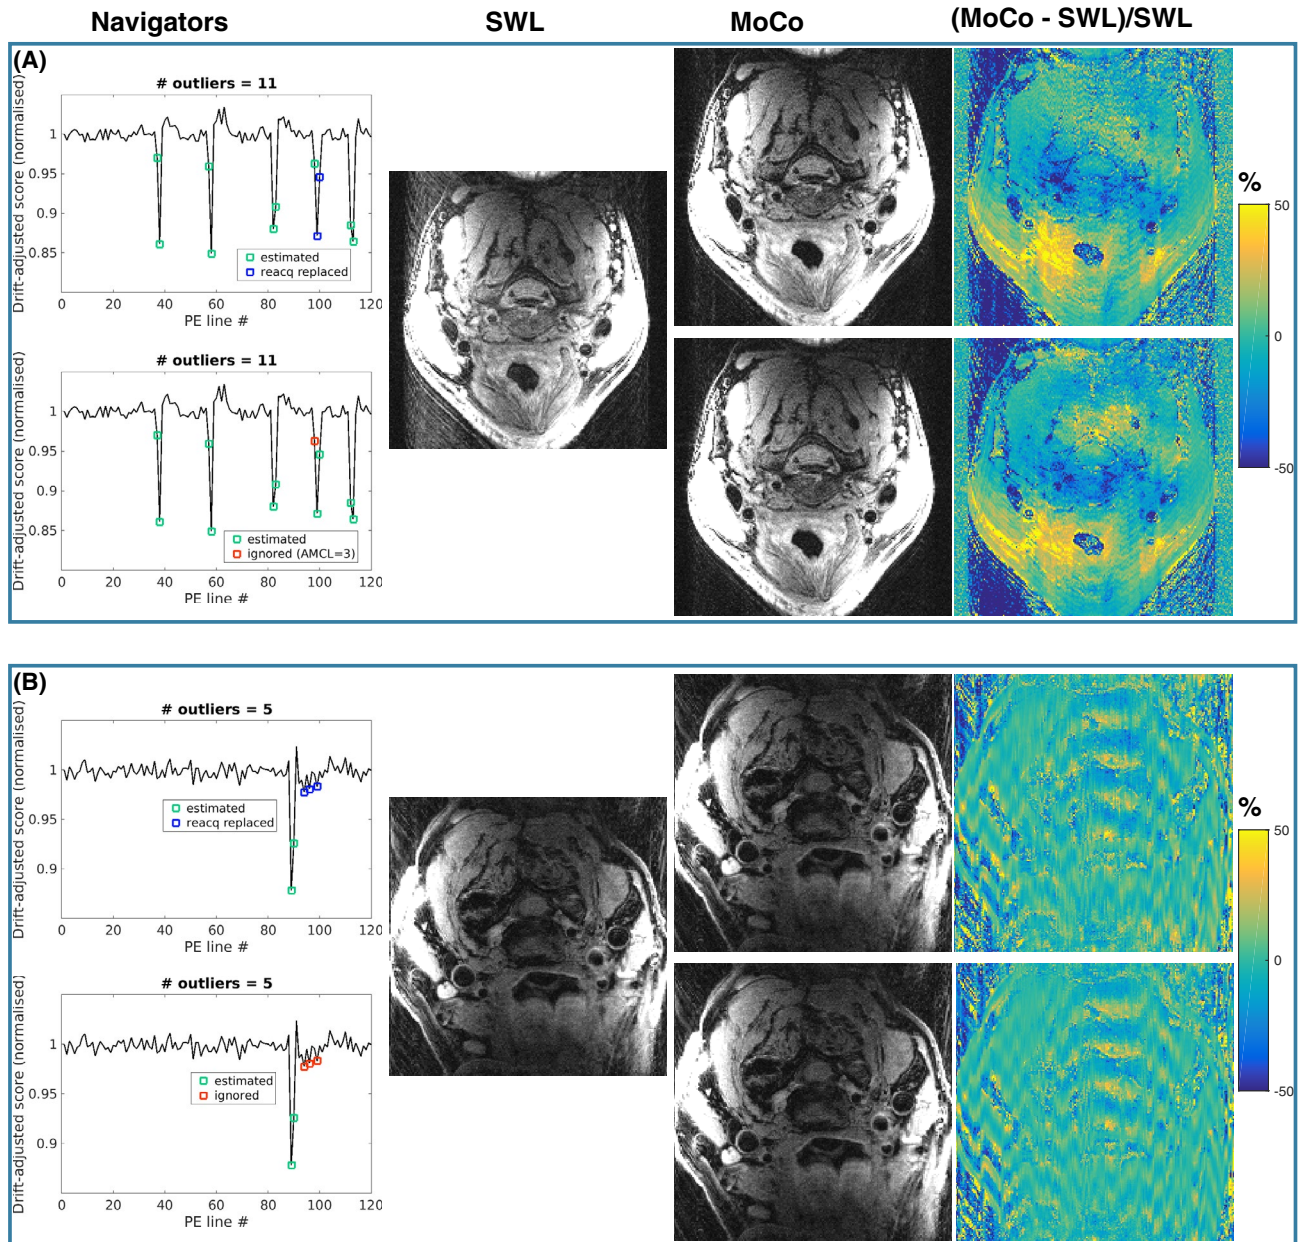 Navigators SWL MoCo (MoCo - SWL)/SWL
(A)
# outliers = 11
Drift-adjusted score (normalised)
1
0.95
0.9
0.85
estimated
reacq replaced
0 20 40 60 80 100 120
PE line #
# outliers = 11
Drift-adjusted score (normalised)
1
0.95
0.9
0.85
estimated
ignored (AMCL=3)
0 20 40 60 80 100 120
PE line #
%
50
0
-50
(B)
# outliers = 5
Drift-adjusted score (normalised)
1
0.95
0.9
estimated
reacq replaced
0 20 40 60 80 100 120
PE line #
# outliers = 5
Drift-adjusted score (normalised)
1
0.95
0.9
estimated
ignored
0 20 40 60 80 100 120
PE line #
%
50
0
-50